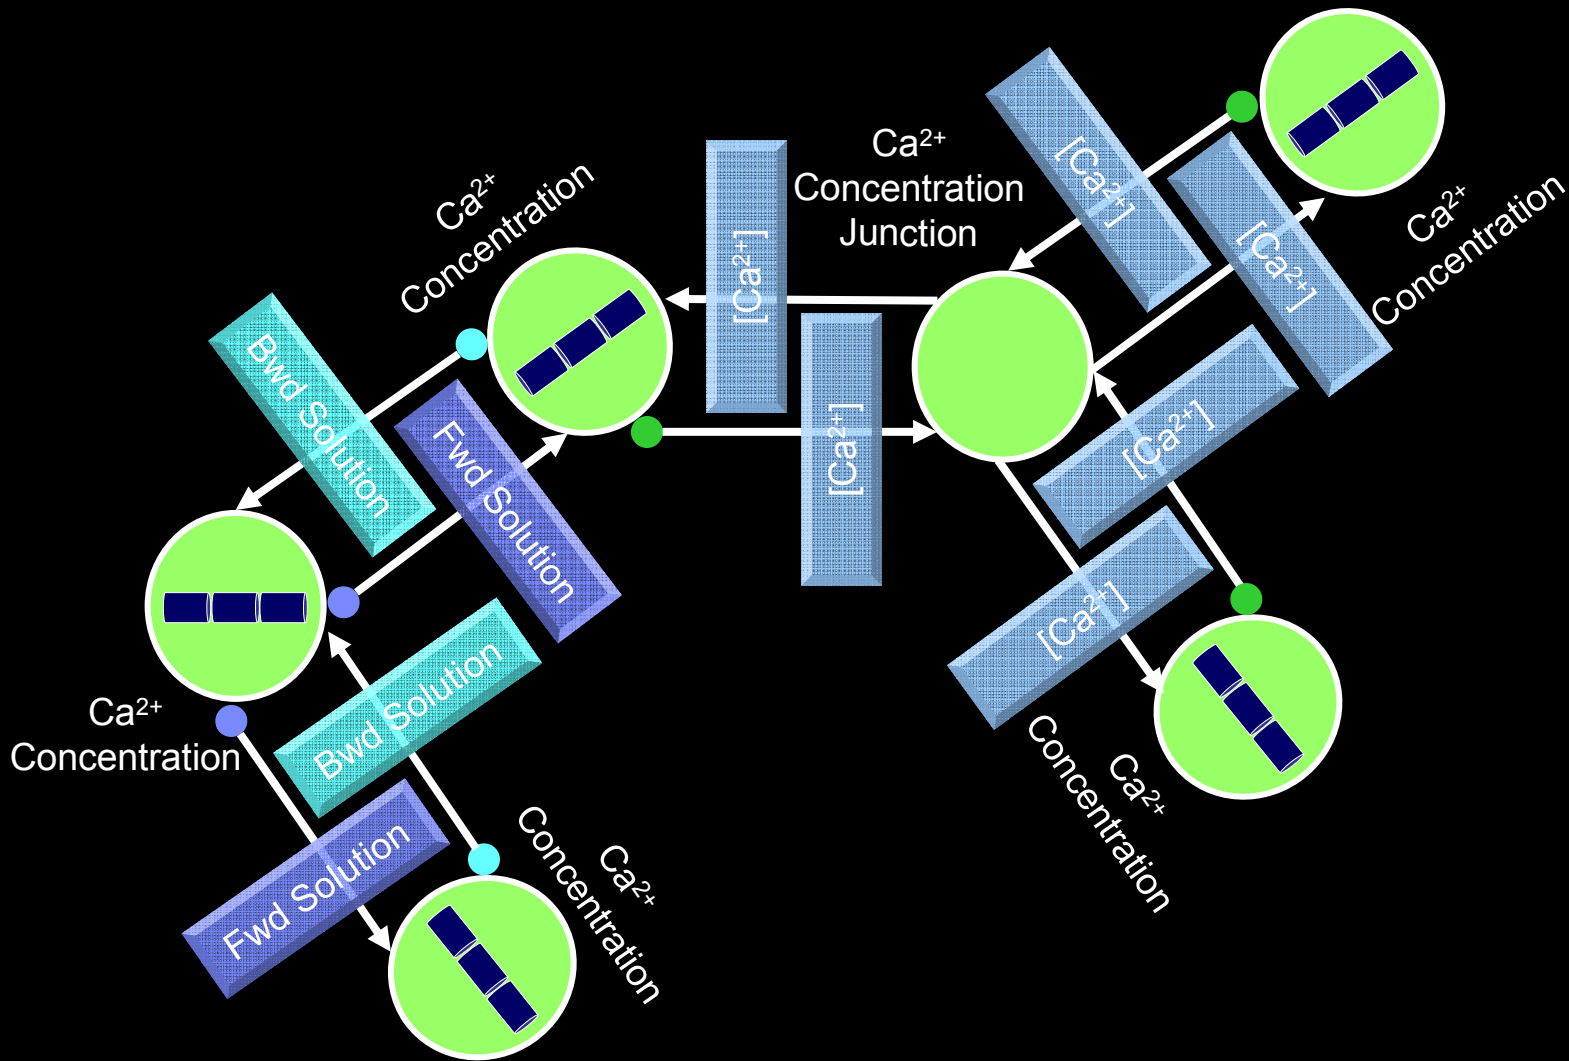 Ca²⁺
Concentration
[Ca²⁺]
[Ca²⁺]
Ca²⁺
Concentration
Junction
[Ca²⁺]
[Ca²⁺]
Ca²⁺
Concentration
[Ca²⁺]
[Ca²⁺]
Ca²⁺
Concentration
Bwd Solution
Fwd Solution
Ca²⁺
Concentration
Bwd Solution
Fwd Solution
Ca²⁺
Concentration